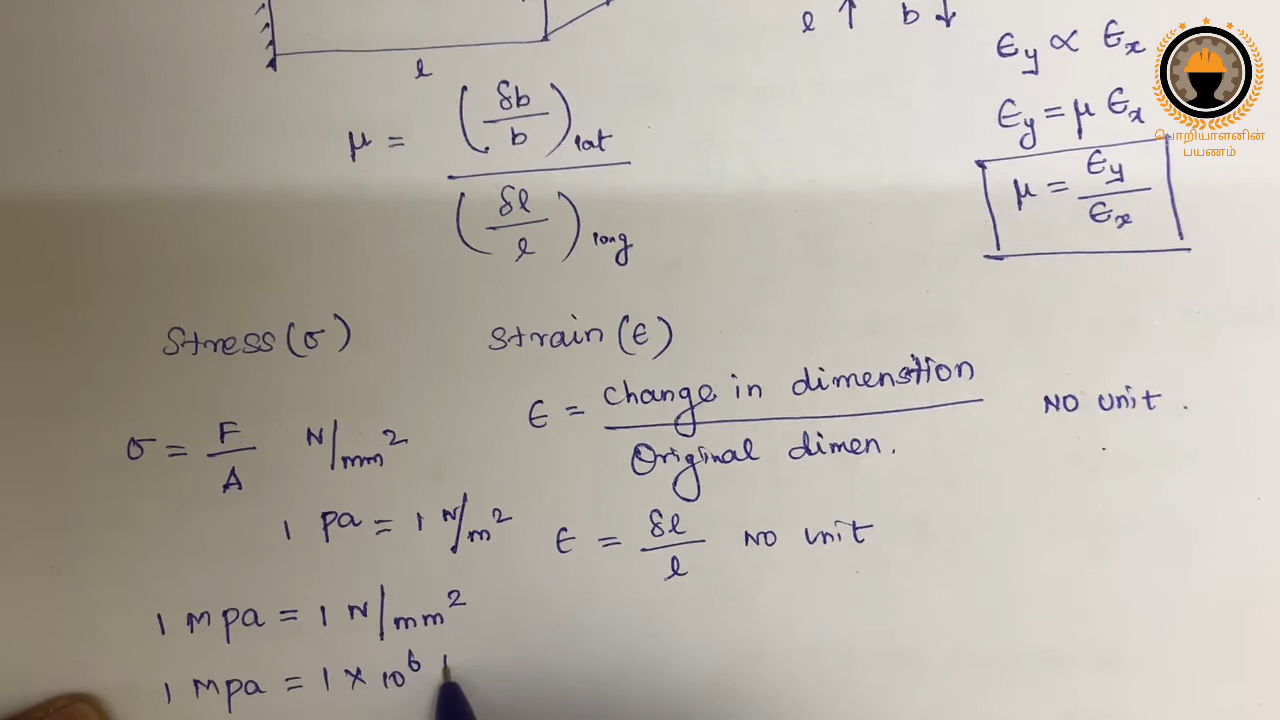 l ↑ b ↓
l
ϵy ∝ ϵx
ϵy = μ ϵx
μ = ϵy / ϵx
μ = (δb / b)lat / (δl / l)long
பொறியாளனின்
பயணம்
Stress (σ)
σ = F / A N/mm²
1 pa = 1 N/m²
1 Mpa = 1 N/mm²
1 Mpa = 1 × 10⁶
Strain (ϵ)
ϵ = change in dimenstion / Original dimen. NO unit .
ϵ = δl / l NO unit